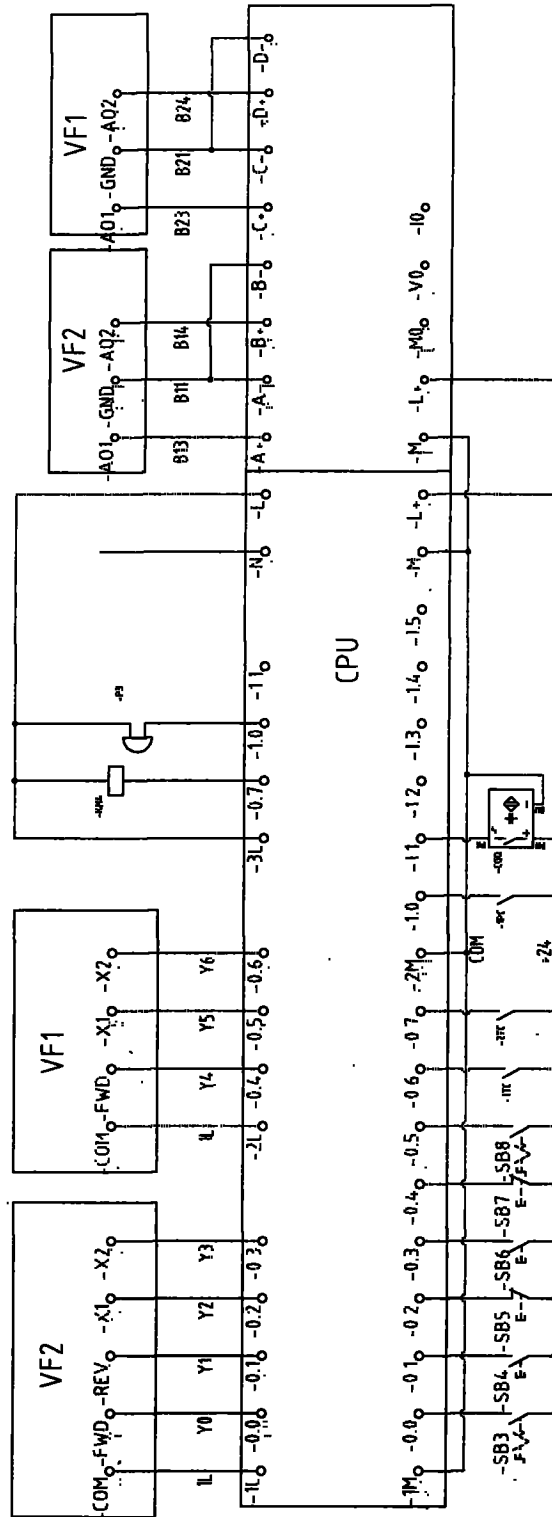 VF2
VF1
VF2
VF1
-COM
-FWD
-REV
-X1
-X2
-COM
-FWD
-X1
-X2
-AO1
-GND
-AO2
-AO1
-GND
-AO2
1L
Y0
Y1
Y2
Y3
1L
Y4
Y5
Y6
-P3
B13
B11
B14
B23
B21
B24
-1L
-0.0
-0.1
-0.2
-0.3
-2L
-0.4
-0.5
-0.6
-3L
-0.7
-1.0
-1.1
-N
-L
-A+
-A-
-B+
-B-
-C+
-C-
-D+
-D-
CPU
-1M
-0.0
-0.1
-0.2
-0.3
-0.4
-0.5
-0.6
-0.7
-2M
-1.0
-1.1
-1.2
-1.3
-1.4
-1.5
-M
-L+
-M
-L+
-M0
-V0
-I0
-SB3
-SB4
-SB5
-SB6
-SB7
-SB8
COM
+24